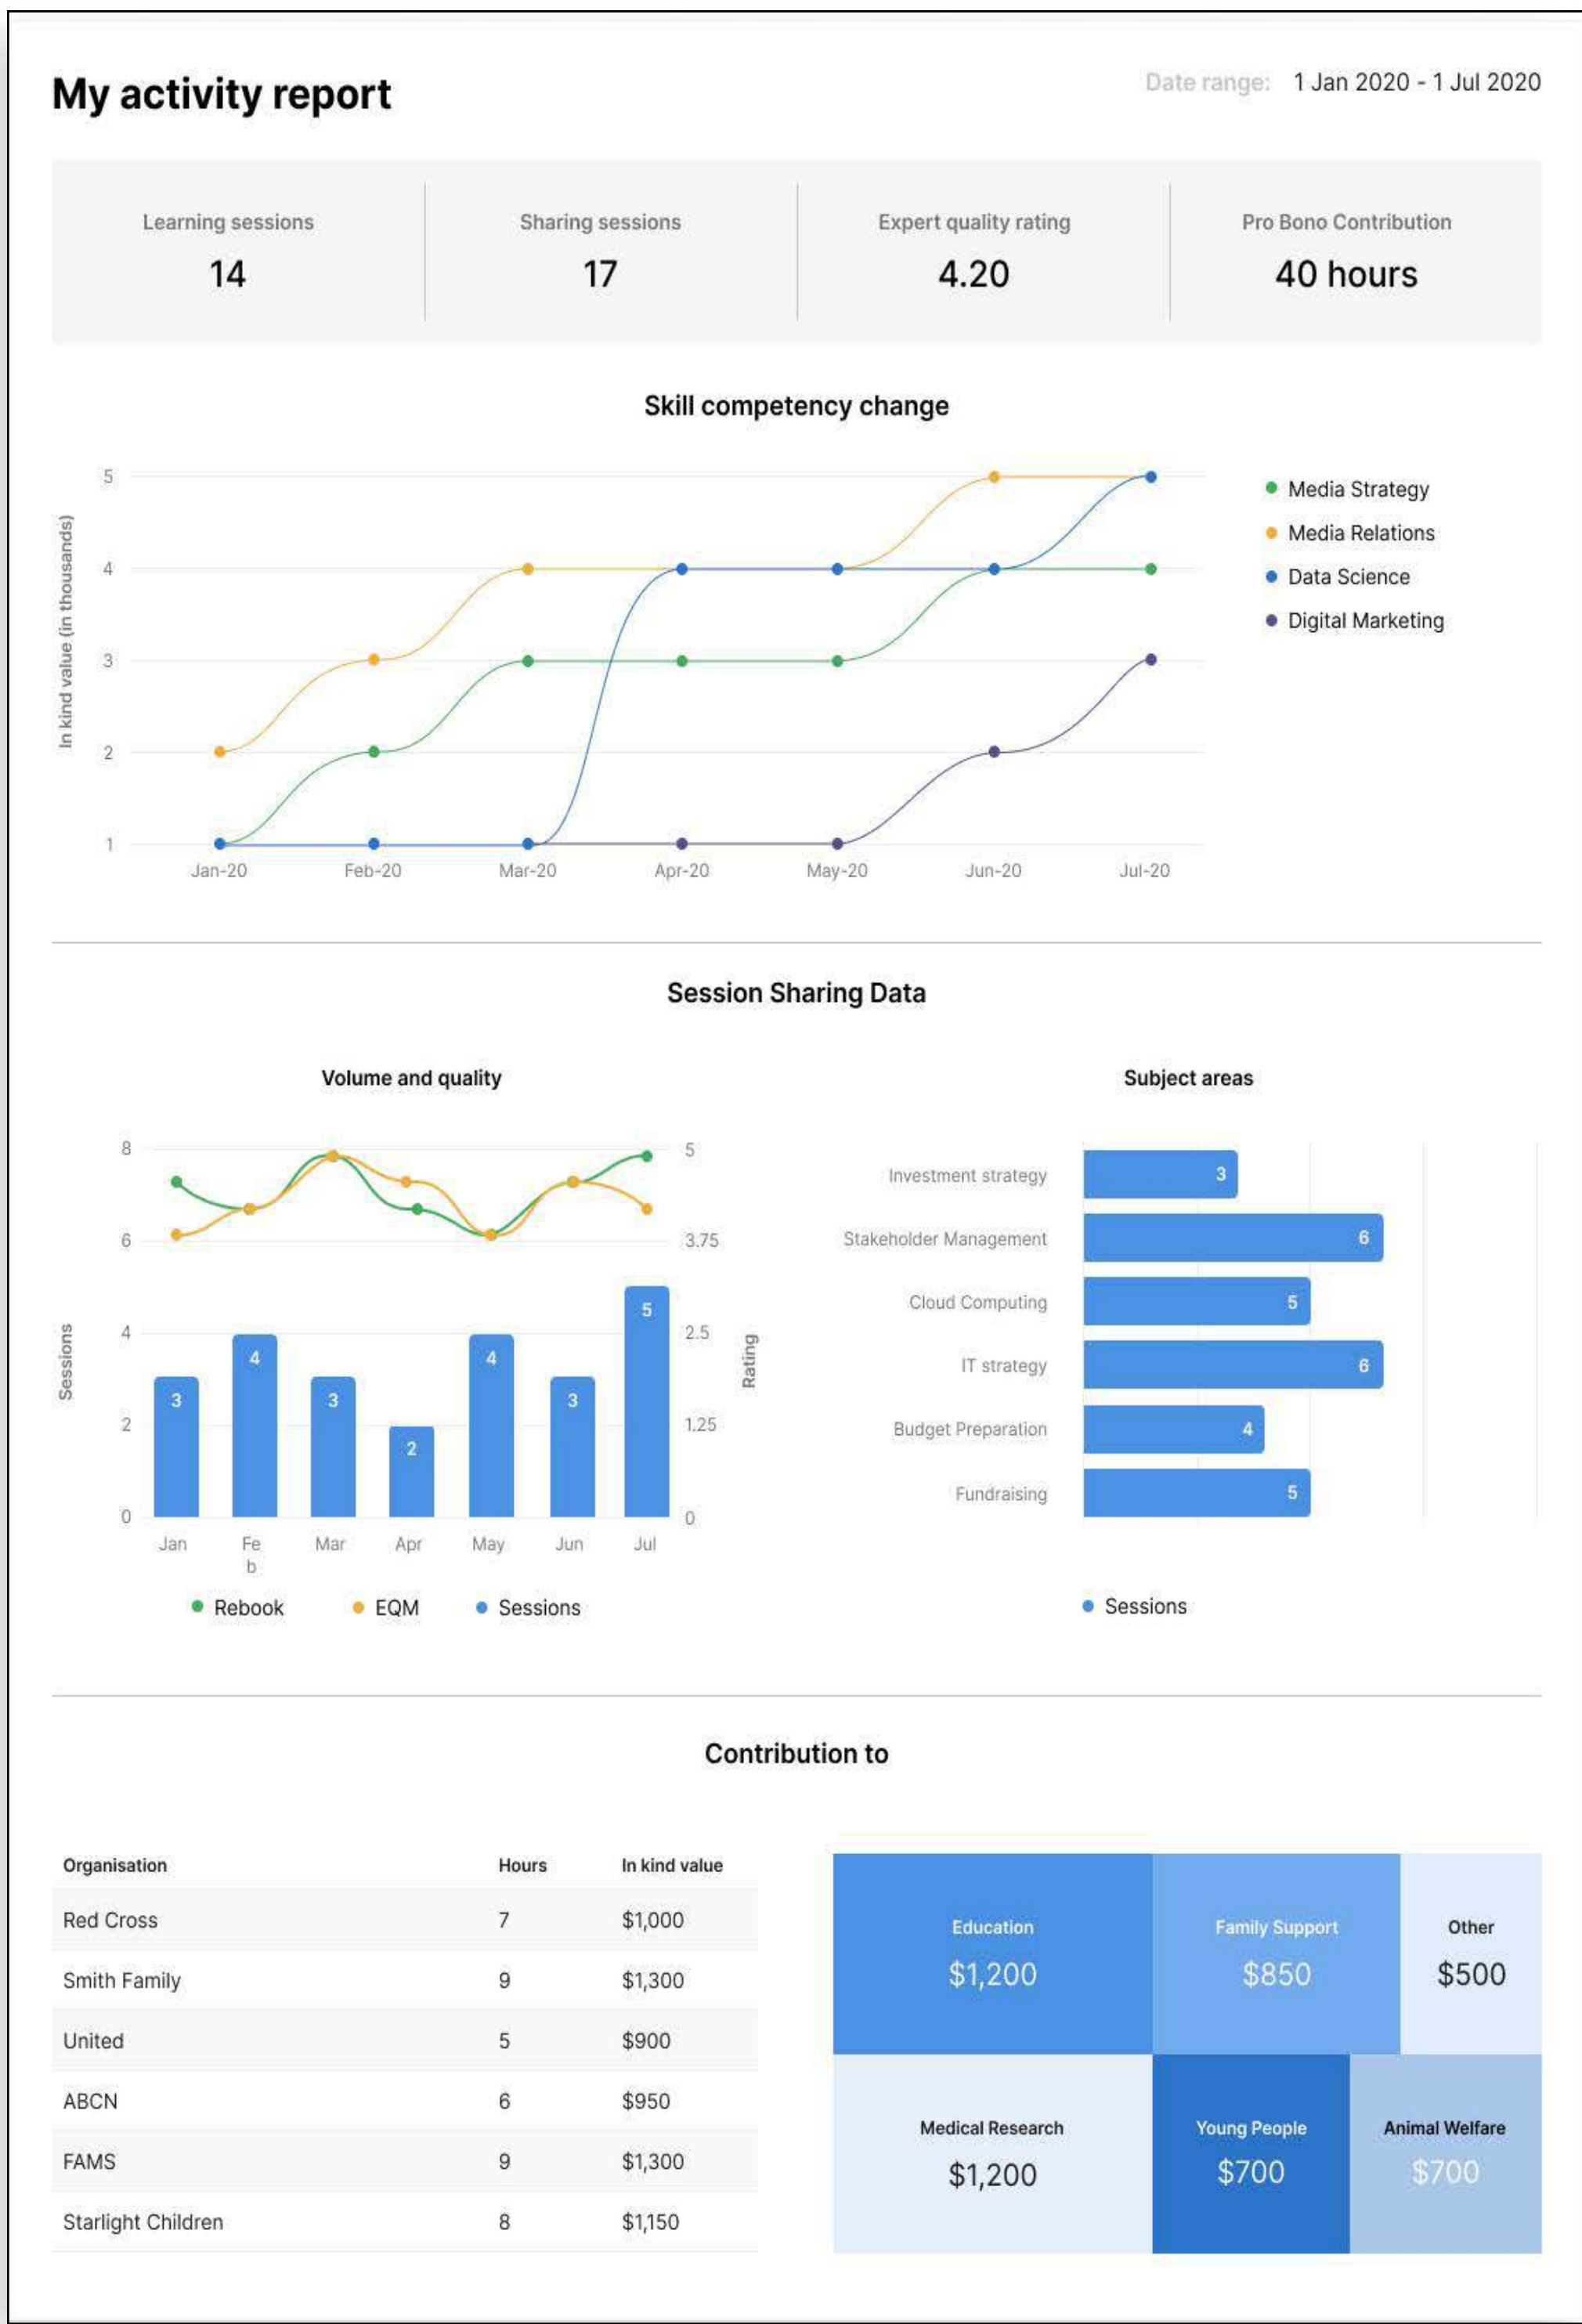 My activity report
Date range: 1 Jan 2020 - 1 Jul 2020
Learning sessions
14
Sharing sessions
17
Expert quality rating
4.20
Pro Bono Contribution
40 hours
Skill competency change
In kind value (in thousands)
5
4
3
2
1
Jan-20 Feb-20 Mar-20 Apr-20 May-20 Jun-20 Jul-20
Media Strategy
Media Relations
Data Science
Digital Marketing
Session Sharing Data
Volume and quality
Sessions
8
6
4
2
0
3 4 3 2 4 3 5
5
3.75
2.5
1.25
0
Rating
Jan Fe Mar Apr May Jun Jul
b
Rebook EQM Sessions
Subject areas
Investment strategy 3
Stakeholder Management 6
Cloud Computing 5
IT strategy 6
Budget Preparation 4
Fundraising 5
Sessions
Contribution to
Organisation Hours In kind value
Red Cross 7 $1,000
Smith Family 9 $1,300
United 5 $900
ABCN 6 $950
FAMS 9 $1,300
Starlight Children 8 $1,150
Education
$1,200
Family Support
$850
Other
$500
Medical Research
$1,200
Young People
$700
Animal Welfare
$700